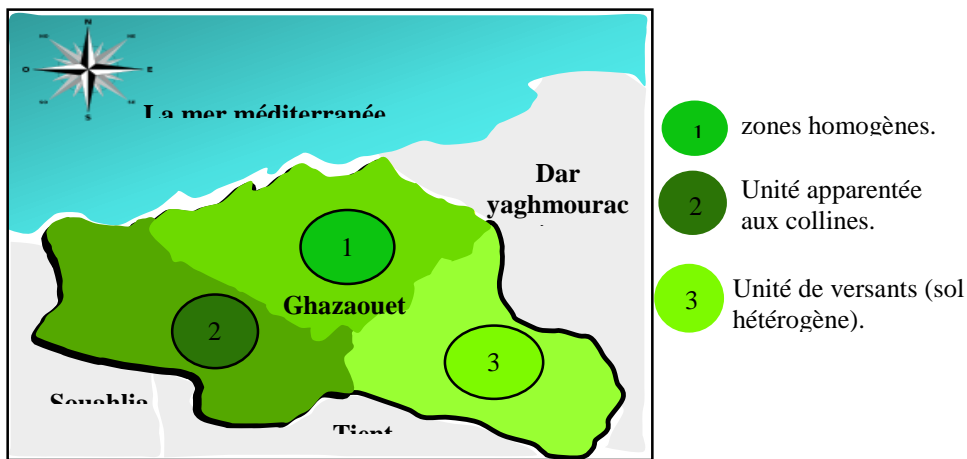 N
O
E
S
La mer méditerranée
Dar
yaghmourac
1
Ghazaouet
2
3
Souahlia
Tient
1
zones homogènes.
2
Unité apparentée
aux collines.
3
Unité de versants (sol
hétérogène).